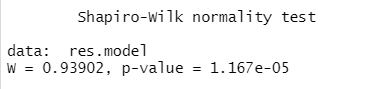 Shapiro-Wilk normality test
data:  res.model
W = 0.93902, p-value = 1.167e-05